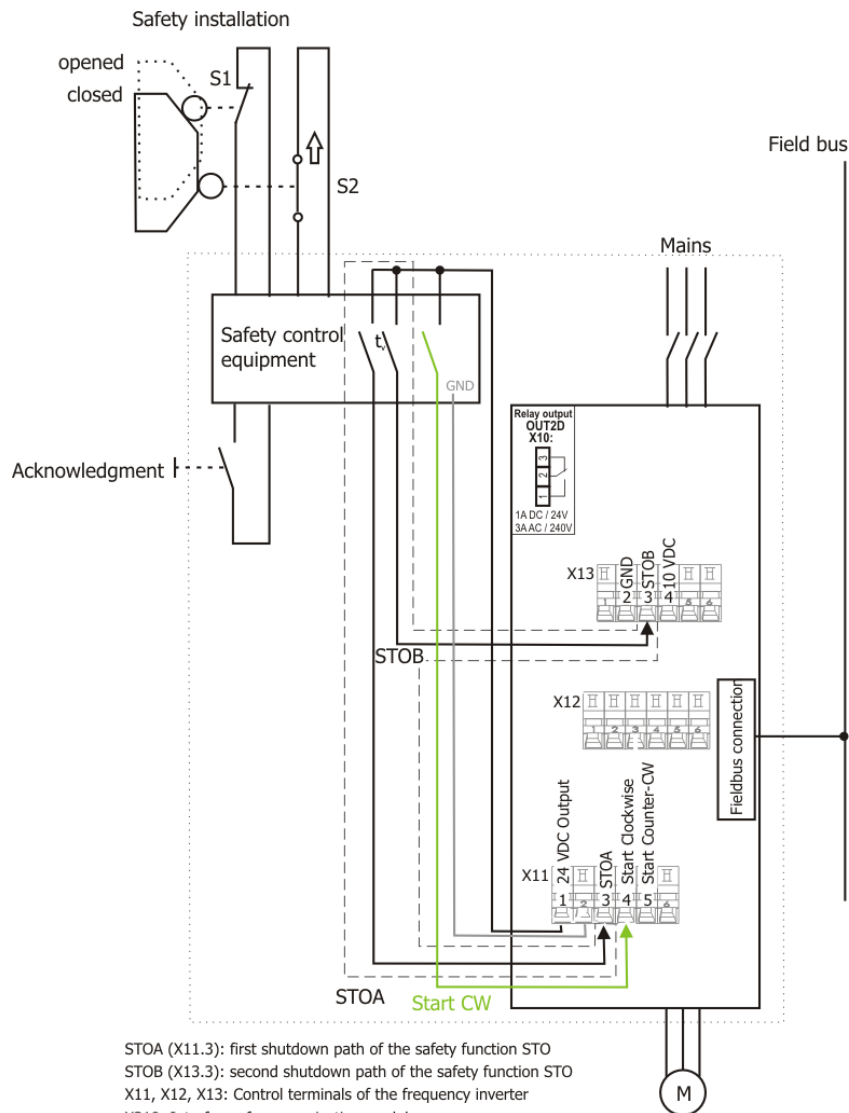 Safety installation
opened
closed
S1
S2
Field bus
Mains
Safety control
equipment
tv
GND
Acknowledgment
Relay output
OUT2D
X10:
3
2
1
1A DC / 24V
3A AC / 240V
X13
GND
STOB
10 VDC
1 2 3 4 5 6
STOB
X12
1 2 3 4 5 6
Fieldbus connection
24 VDC Output
STOA
Start Clockwise
Start Counter-CW
X11
1 2 3 4 5 6
STOA
Start CW
M
STOA (X11.3): first shutdown path of the safety function STO
STOB (X13.3): second shutdown path of the safety function STO
X11, X12, X13: Control terminals of the frequency inverter